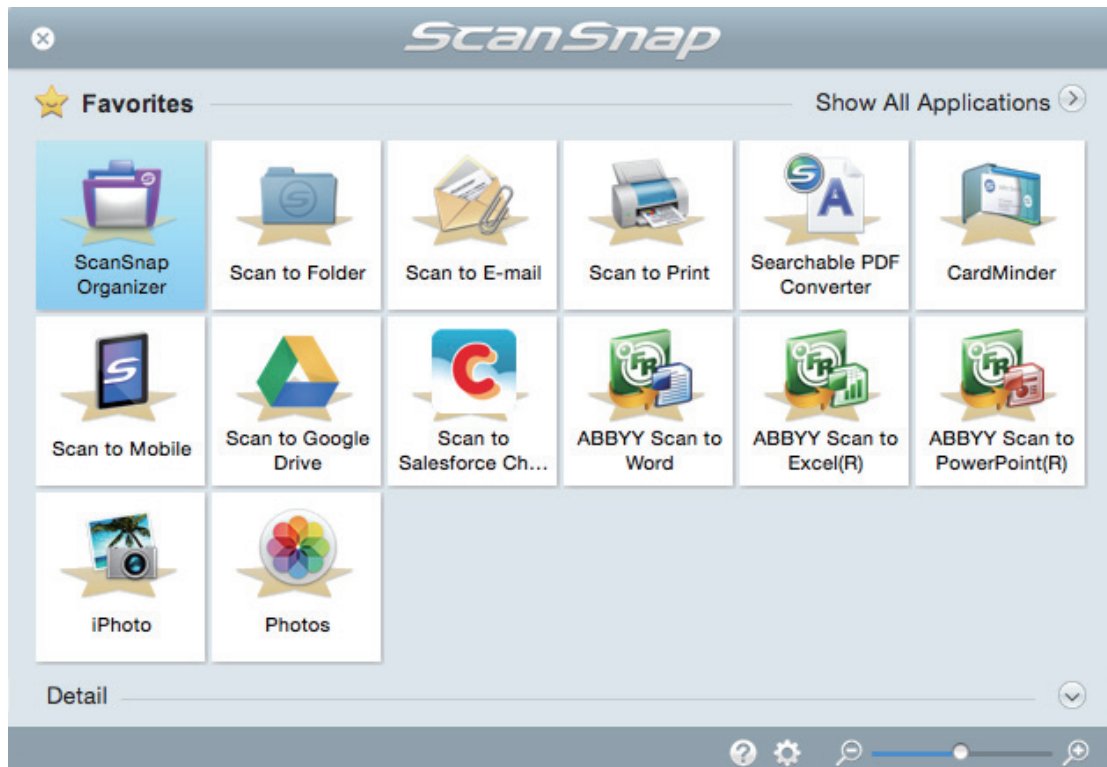 ScanSnap
Favorites
Show All Applications
ScanSnap
Organizer
Scan to Folder
Scan to E-mail
Scan to Print
Searchable PDF
Converter
CardMinder
Scan to Mobile
Scan to Google
Drive
Scan to
Salesforce Ch...
ABBYY Scan to
Word
ABBYY Scan to
Excel(R)
ABBYY Scan to
PowerPoint(R)
iPhoto
Photos
Detail